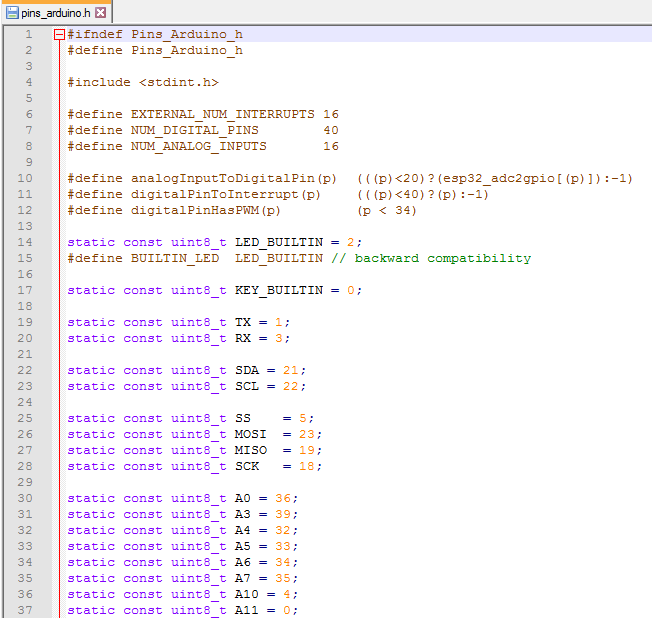 pins_arduino.h
1 #ifndef Pins_Arduino_h
2 #define Pins_Arduino_h
3
4 #include <stdint.h>
5
6 #define EXTERNAL_NUM_INTERRUPTS 16
7 #define NUM_DIGITAL_PINS        40
8 #define NUM_ANALOG_INPUTS       16
9
10 #define analogInputToDigitalPin(p)  (((p)<20)?(esp32_adc2gpio[(p)]):-1)
11 #define digitalPinToInterrupt(p)    (((p)<40)?(p):-1)
12 #define digitalPinHasPWM(p)         (p < 34)
13
14 static const uint8_t LED_BUILTIN = 2;
15 #define BUILTIN_LED  LED_BUILTIN // backward compatibility
16
17 static const uint8_t KEY_BUILTIN = 0;
18
19 static const uint8_t TX = 1;
20 static const uint8_t RX = 3;
21
22 static const uint8_t SDA = 21;
23 static const uint8_t SCL = 22;
24
25 static const uint8_t SS    = 5;
26 static const uint8_t MOSI  = 23;
27 static const uint8_t MISO  = 19;
28 static const uint8_t SCK   = 18;
29
30 static const uint8_t A0 = 36;
31 static const uint8_t A3 = 39;
32 static const uint8_t A4 = 32;
33 static const uint8_t A5 = 33;
34 static const uint8_t A6 = 34;
35 static const uint8_t A7 = 35;
36 static const uint8_t A10 = 4;
37 static const uint8_t A11 = 0;